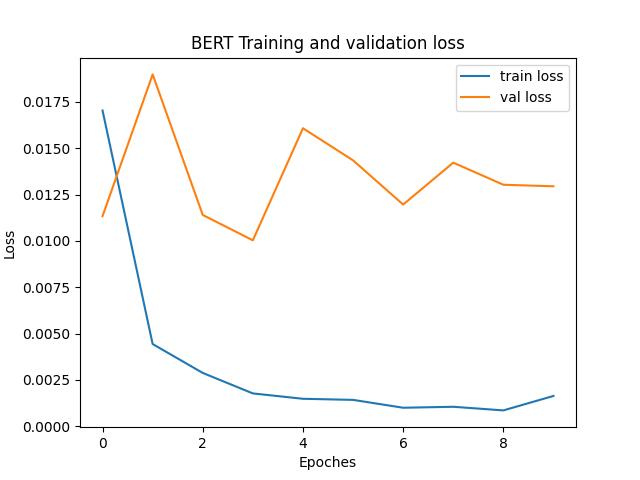 BERT Training and validation loss
train loss
val loss
0.0175
0.0150
0.0125
0.0100
0.0075
0.0050
0.0025
0.0000
Loss
0 2 4 6 8
Epoches